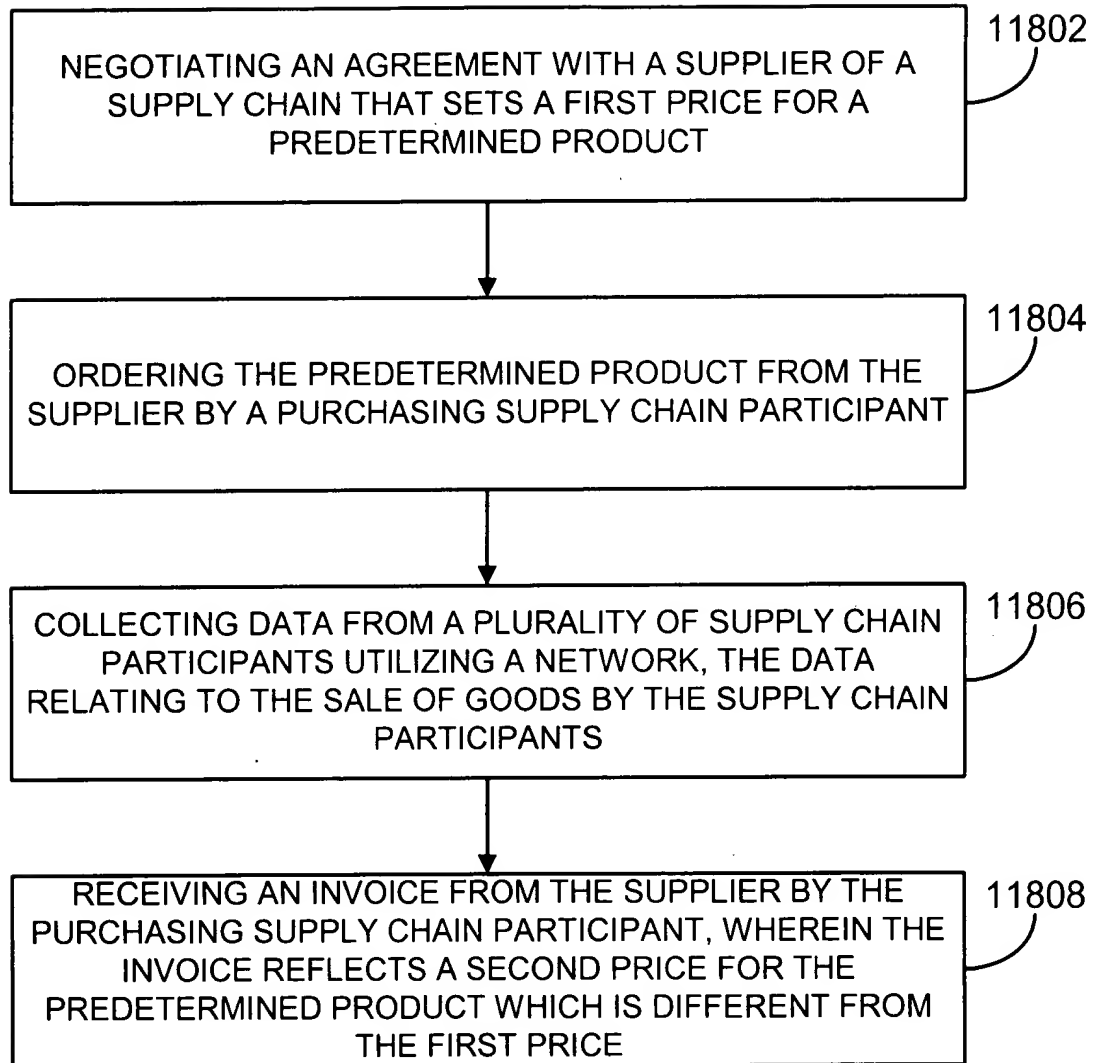 11802
NEGOTIATING AN AGREEMENT WITH A SUPPLIER OF A
SUPPLY CHAIN THAT SETS A FIRST PRICE FOR A
PREDETERMINED PRODUCT
11804
ORDERING THE PREDETERMINED PRODUCT FROM THE
SUPPLIER BY A PURCHASING SUPPLY CHAIN PARTICIPANT
11806
COLLECTING DATA FROM A PLURALITY OF SUPPLY CHAIN
PARTICIPANTS UTILIZING A NETWORK, THE DATA
RELATING TO THE SALE OF GOODS BY THE SUPPLY CHAIN
PARTICIPANTS
11808
RECEIVING AN INVOICE FROM THE SUPPLIER BY THE
PURCHASING SUPPLY CHAIN PARTICIPANT, WHEREIN THE
INVOICE REFLECTS A SECOND PRICE FOR THE
PREDETERMINED PRODUCT WHICH IS DIFFERENT FROM
THE FIRST PRICE